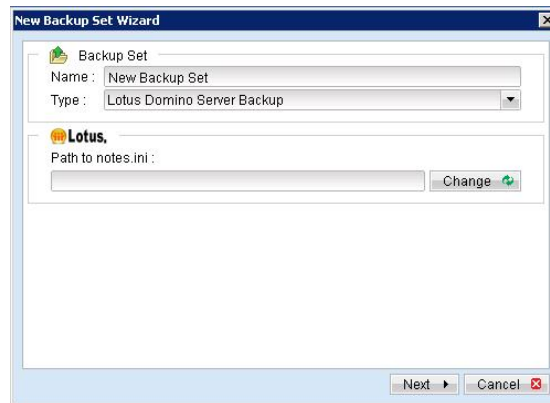 New Backup Set Wizard
Backup Set
Name : New Backup Set
Type : Lotus Domino Server Backup
Lotus.
Path to notes.ini :
Change
Next
Cancel